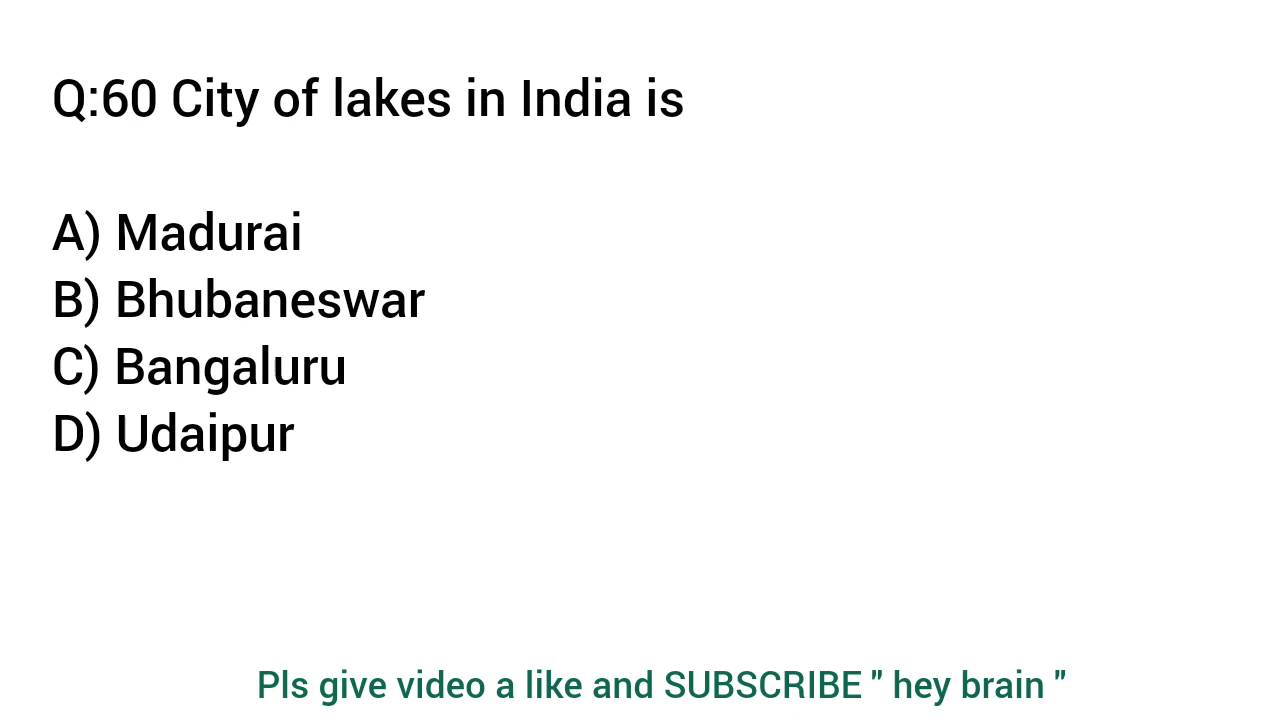 Q:60 City of lakes in India is
A) Madurai
B) Bhubaneswar
C) Bangaluru
D) Udaipur
Pls give video a like and SUBSCRIBE " hey brain "